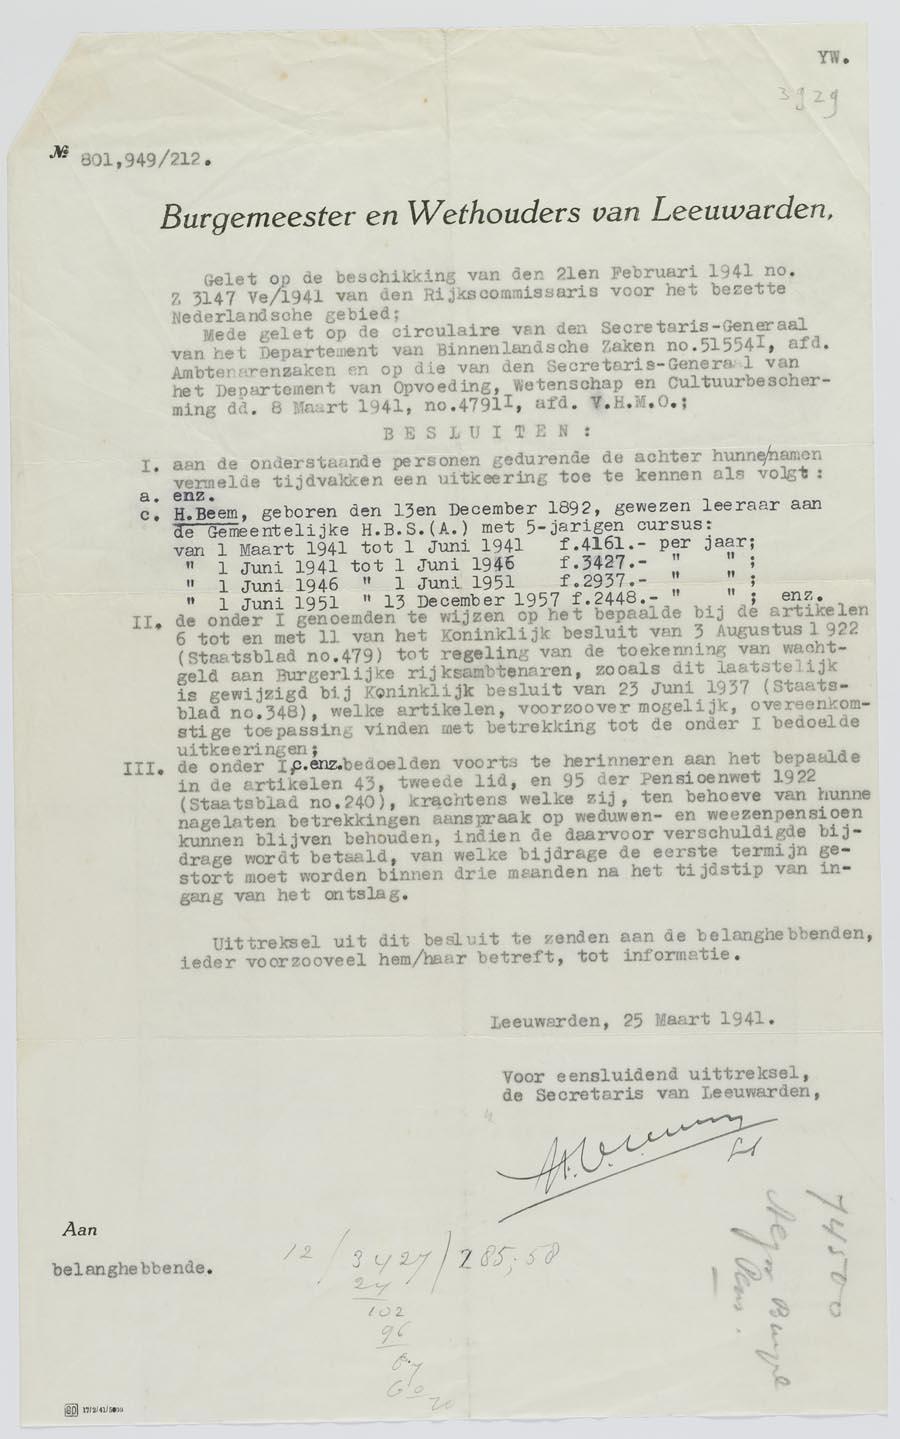 YW.
3929
№ 801,949/212.
Burgemeester en Wethouders van Leeuwarden,
Gelet op de beschikking van den 21en Februari 1941 no.
Z 3147 Ve/1941 van den Rijkscommissaris voor het bezette
Nederlandsche gebied;
Mede gelet op de circulaire van den Secretaris-Generaal
van het Departement van Binnenlandsche Zaken no.51554I, afd.
Ambtenarenzaken en op die van den Secretaris-Genera l van
het Departement van Opvoeding, Wetenschap en Cultuurbescher-
ming dd. 8 Maart 1941, no.4791I, afd. V.H.M.O.;
B E S L U I T E N :
I. aan de onderstaande personen gedurende de achter hunne/namen
vermelde tijdvakken een uitkeering toe te kennen als volgt :
a. enz.
c. H.Beem, geboren den 13en December 1892, gewezen leeraar aan
de Gemeentelijke H.B.S.(A.) met 5-jarigen cursus:
van 1 Maart 1941 tot 1 Juni 1941 f.4161.- per jaar;
" 1 Juni 1941 tot 1 Juni 1946 f.3427.- " " ;
" 1 Juni 1946 " 1 Juni 1951 f.2937.- " " ;
" 1 Juni 1951 " 13 December 1957 f.2448.- " " ; enz.
II. de onder I genoemden te wijzen op het bepaalde bij de artikelen
6 tot en met 11 van het Koninklijk besluit van 3 Augustus 1 922
(Staatsblad no.479) tot regeling van de toekenning van wacht-
geld aan Burgerlijke rijksambtenaren, zooals dit laatstelijk
is gewijzigd bij Koninklijk besluit van 23 Juni 1937 (Staats-
blad no.348), welke artikelen, voorzoover mogelijk, overeenkom-
stige toepassing vinden met betrekking tot de onder I bedoelde
uitkeeringen;
III. de onder I,c.enz.bedoelden voorts te herinneren aan het bepaalde
in de artikelen 43, tweede lid, en 95 der Pensioenwet 1922
(Staatsblad no.240), krachtens welke zij, ten behoeve van hunne
nagelaten betrekkingen aanspraak op weduwen- en weezenpensioen
kunnen blijven behouden, indien de daarvoor verschuldigde bij-
drage wordt betaald, van welke bijdrage de eerste termijn ge-
stort moet worden binnen drie maanden na het tijdstip van in-
gang van het ontslag.
Uittreksel uit dit besluit te zenden aan de belanghebbenden,
ieder voorzooveel hem/haar betreft, tot informatie.
Leeuwarden, 25 Maart 1941.
Voor eensluidend uittreksel,
de Secretaris van Leeuwarden,
Aan
belanghebbende.
12 / 3427 / 285,58
24
102
96
67
60
70
74500
17/2/41/5000